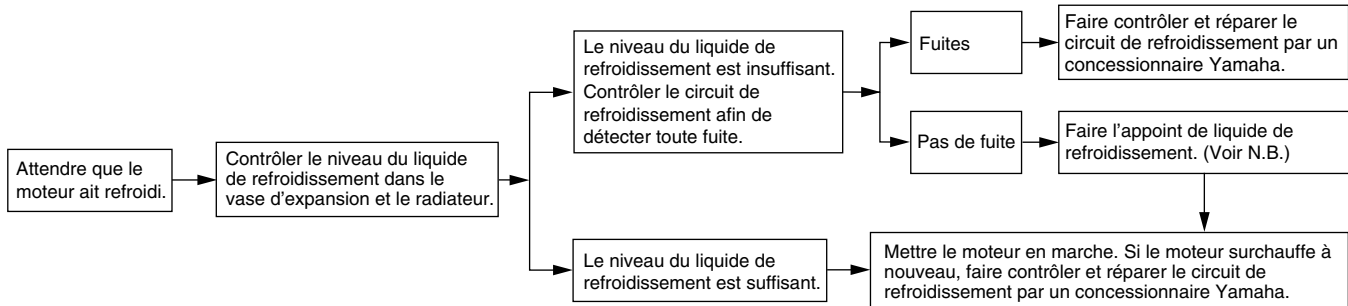 Attendre que le
moteur ait refroidi.
Contrôler le niveau du liquide
de refroidissement dans le
vase d'expansion et le radiateur.
Le niveau du liquide de
refroidissement est insuffisant.
Contrôler le circuit de
refroidissement afin de
détecter toute fuite.
Fuites
Faire contrôler et réparer le
circuit de refroidissement par un
concessionnaire Yamaha.
Pas de fuite
Faire l'appoint de liquide de
refroidissement. (Voir N.B.)
Le niveau du liquide de
refroidissement est suffisant.
Mettre le moteur en marche. Si le moteur surchauffe à
nouveau, faire contrôler et réparer le circuit de
refroidissement par un concessionnaire Yamaha.